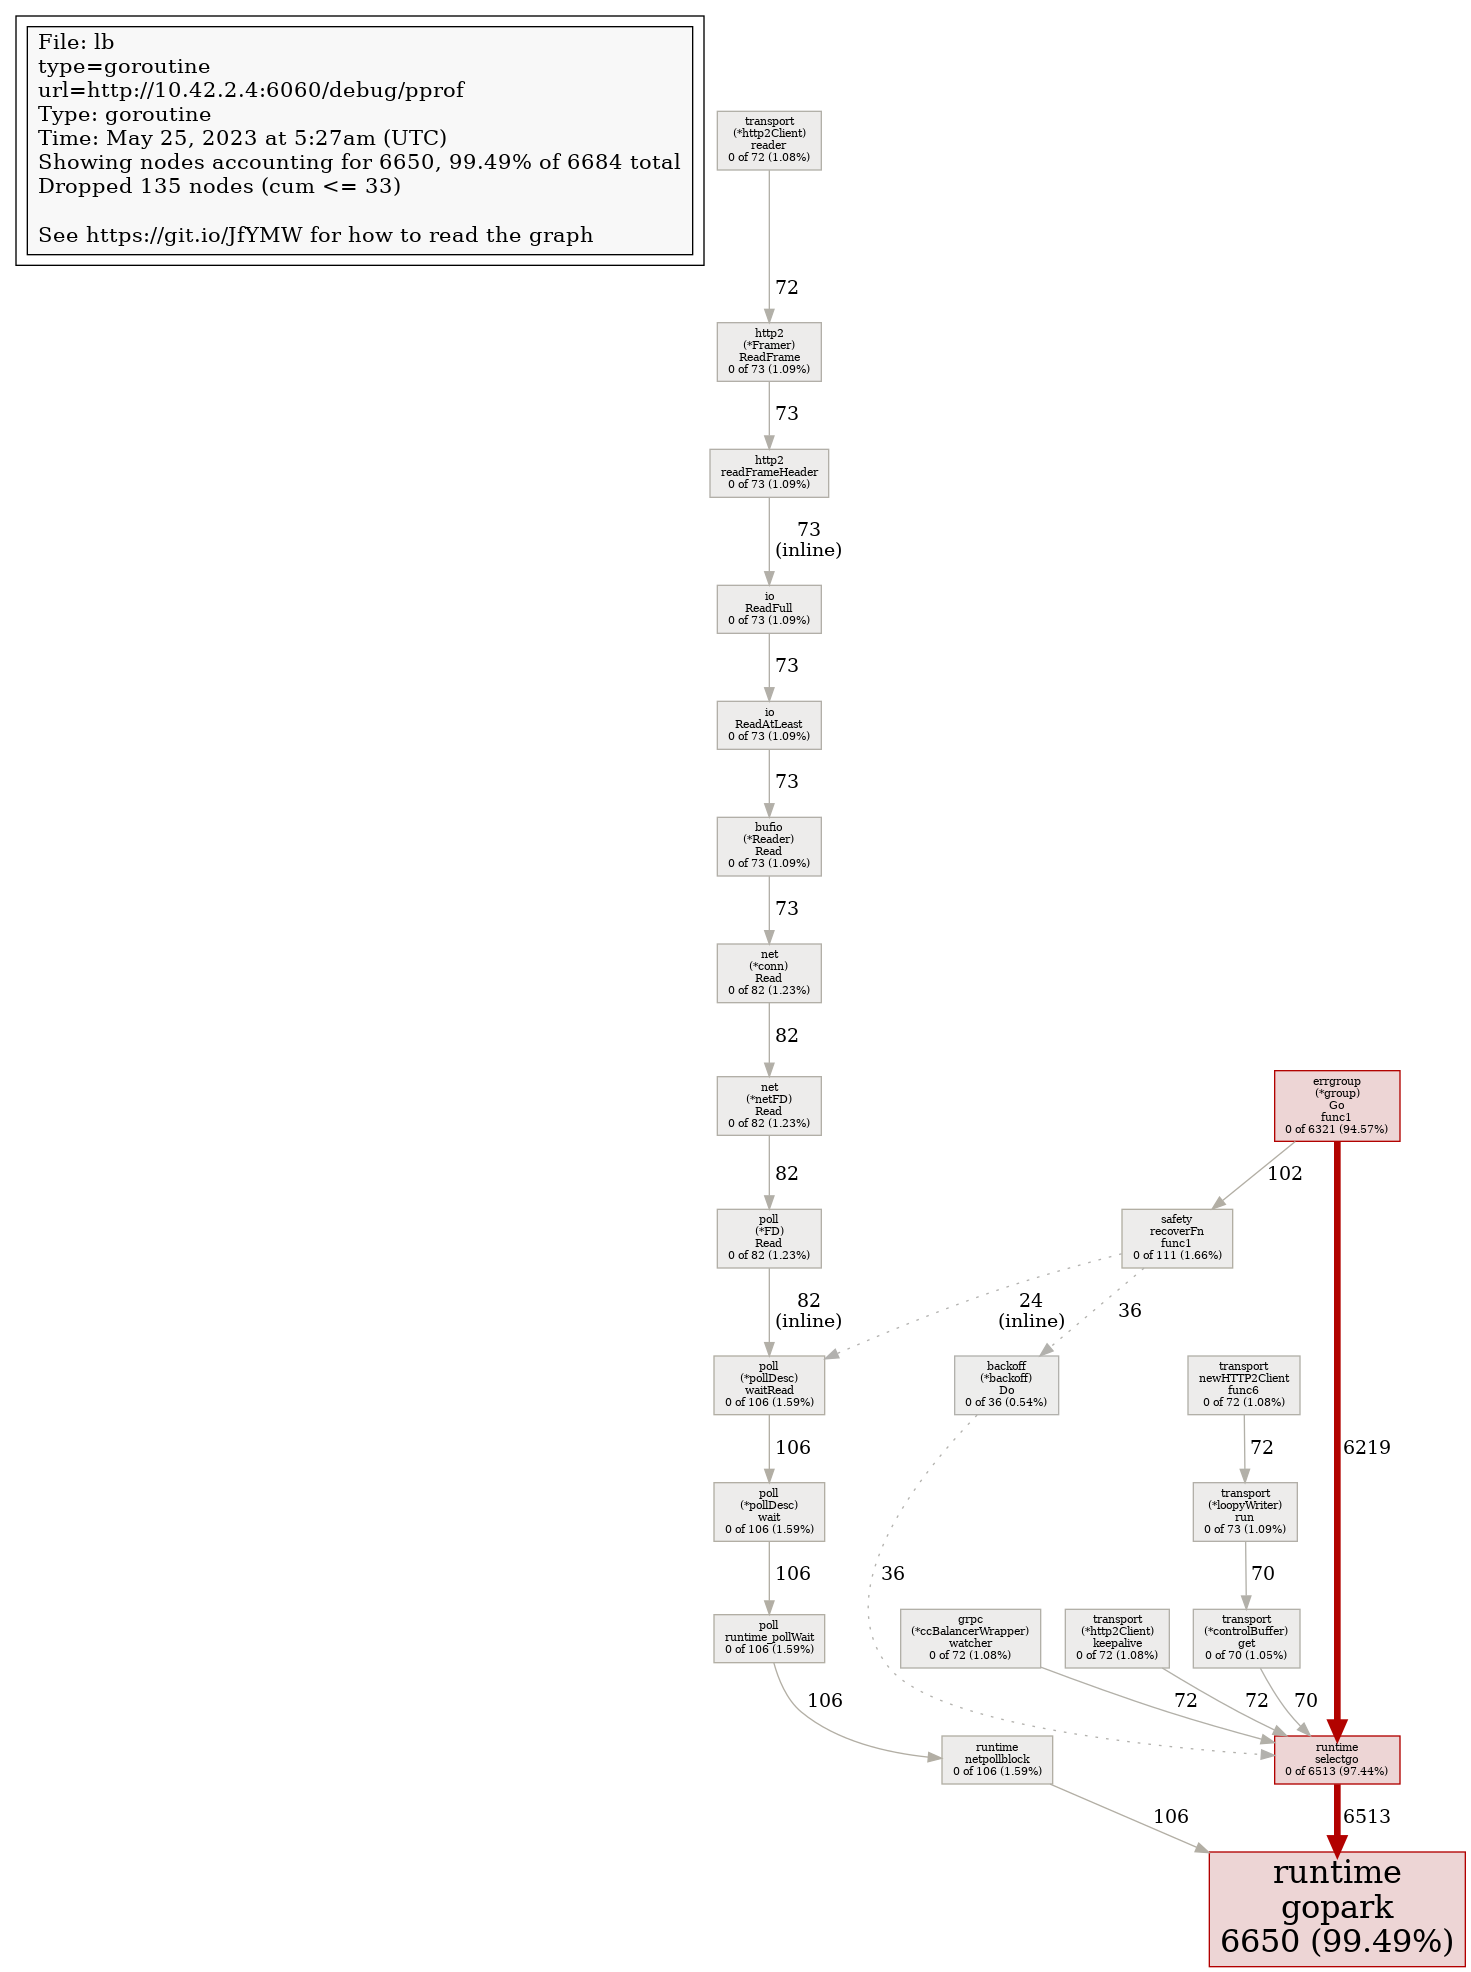 File: lb
type=goroutine
url=http://10.42.2.4:6060/debug/pprof
Type: goroutine
Time: May 25, 2023 at 5:27am (UTC)
Showing nodes accounting for 6650, 99.49% of 6684 total
Dropped 135 nodes (cum <= 33)
See https://git.io/JfYMW for how to read the graph
transport
(*http2Client)
reader
0 of 72 (1.08%)
72
http2
(*Framer)
ReadFrame
0 of 73 (1.09%)
73
http2
readFrameHeader
0 of 73 (1.09%)
73
(inline)
io
ReadFull
0 of 73 (1.09%)
73
io
ReadAtLeast
0 of 73 (1.09%)
73
bufio
(*Reader)
Read
0 of 73 (1.09%)
73
net
(*conn)
Read
0 of 82 (1.23%)
82
net
(*netFD)
Read
0 of 82 (1.23%)
errgroup
(*group)
Go
func1
0 of 6321 (94.57%)
82
102
poll
(*FD)
Read
0 of 82 (1.23%)
safety
recoverFn
func1
0 of 111 (1.66%)
82
(inline)
24
(inline)
36
poll
(*pollDesc)
waitRead
0 of 106 (1.59%)
backoff
(*backoff)
Do
0 of 36 (0.54%)
transport
newHTTP2Client
func6
0 of 72 (1.08%)
106
72
6219
poll
(*pollDesc)
wait
0 of 106 (1.59%)
transport
(*loopyWriter)
run
0 of 73 (1.09%)
106
36
70
poll
runtime_pollWait
0 of 106 (1.59%)
grpc
(*ccBalancerWrapper)
watcher
0 of 72 (1.08%)
transport
(*http2Client)
keepalive
0 of 72 (1.08%)
transport
(*controlBuffer)
get
0 of 70 (1.05%)
106
72
72
70
runtime
netpollblock
0 of 106 (1.59%)
runtime
selectgo
0 of 6513 (97.44%)
106
6513
runtime
gopark
6650 (99.49%)